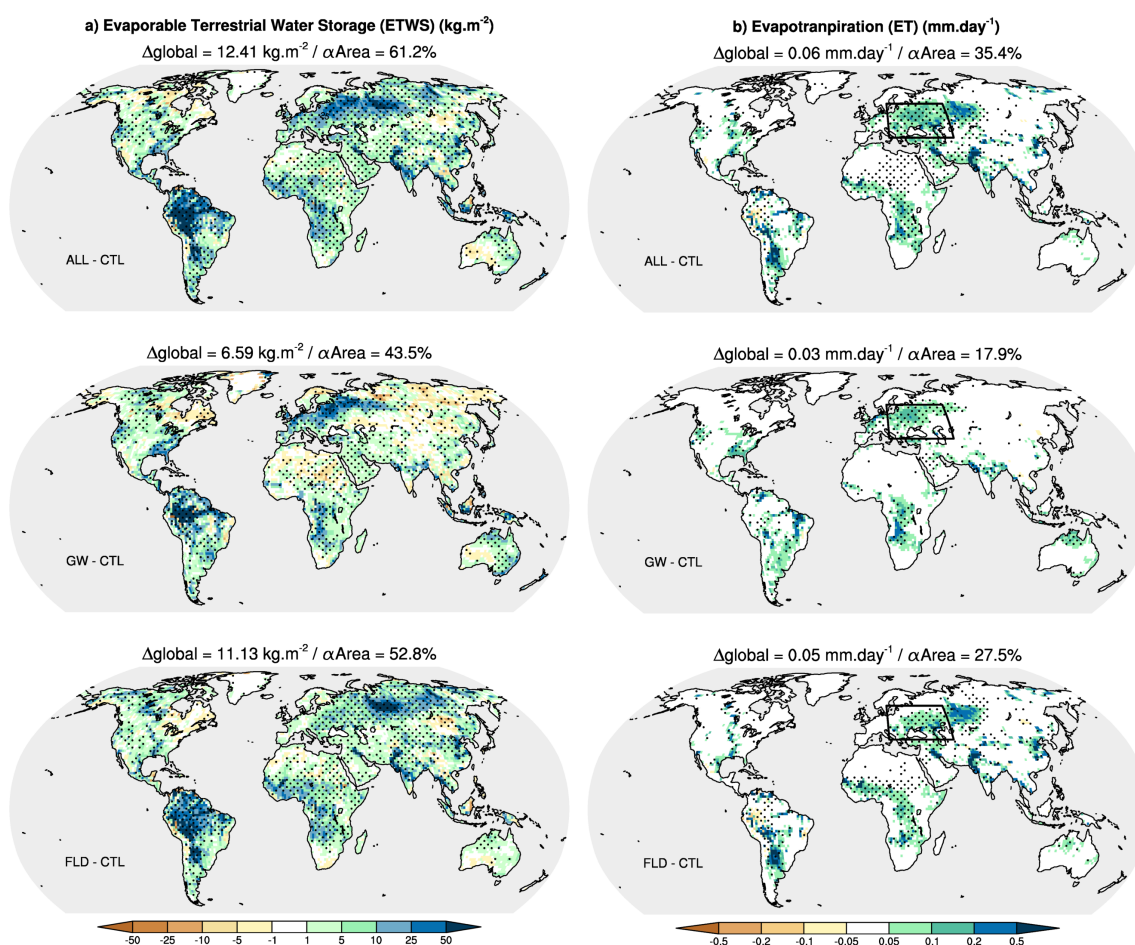 a) Evaporable Terrestrial Water Storage (ETWS) (kg.m⁻²)
Δglobal = 12.41 kg.m⁻² / αArea = 61.2%
ALL - CTL
Δglobal = 6.59 kg.m⁻² / αArea = 43.5%
GW - CTL
Δglobal = 11.13 kg.m⁻² / αArea = 52.8%
FLD - CTL
-50 -25 -10 -5 -1 1 5 10 25 50
b) Evapotranpiration (ET) (mm.day⁻¹)
Δglobal = 0.06 mm.day⁻¹ / αArea = 35.4%
ALL - CTL
Δglobal = 0.03 mm.day⁻¹ / αArea = 17.9%
GW - CTL
Δglobal = 0.05 mm.day⁻¹ / αArea = 27.5%
FLD - CTL
-0.5 -0.2 -0.1 -0.05 0.05 0.1 0.2 0.5